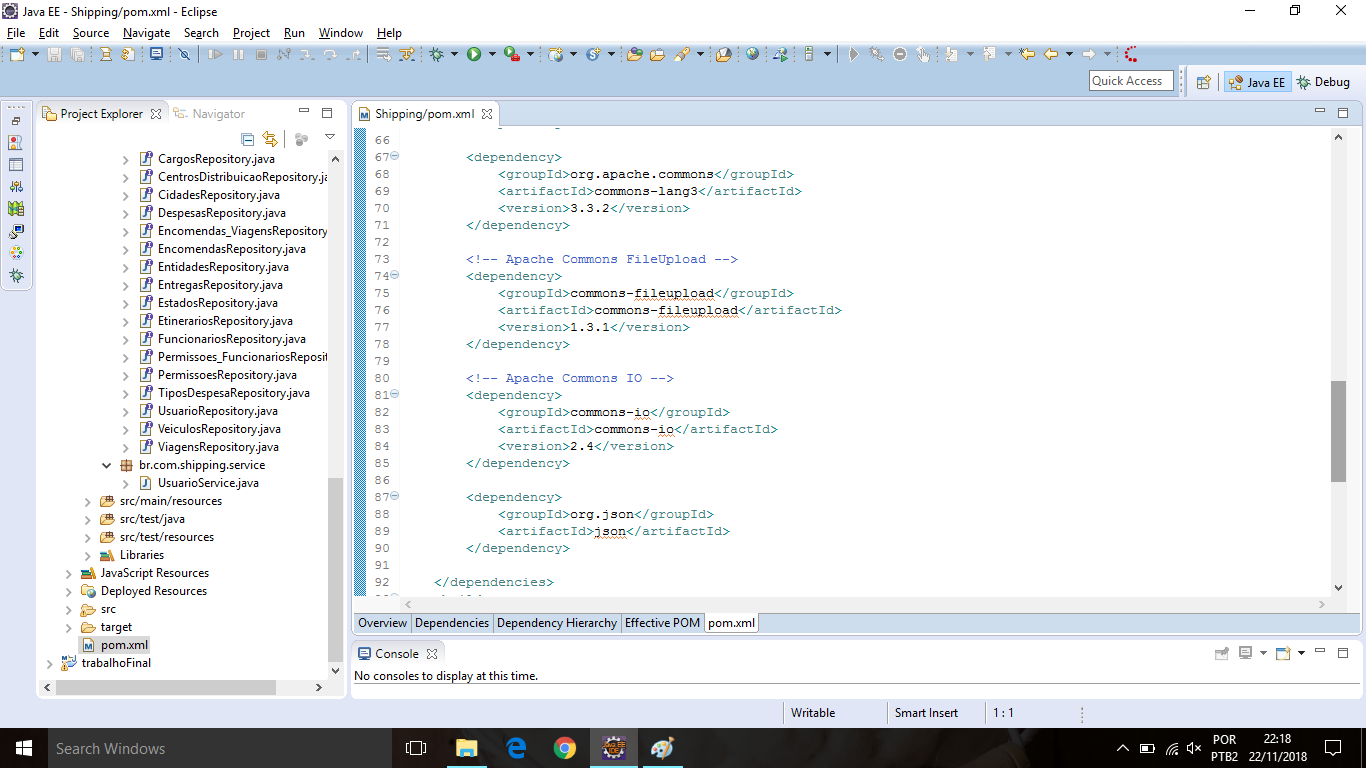 Java EE - Shipping/pom.xml - Eclipse
File Edit Source Navigate Search Project Run Window Help
Quick Access
Java EE
Debug
Project Explorer
Navigator
CargosRepository.java
CentrosDistribuicaoRepository.ja
CidadesRepository.java
DespesasRepository.java
Encomendas_ViagensRepository
EncomendasRepository.java
EntidadesRepository.java
EntregasRepository.java
EstadosRepository.java
EtinerariosRepository.java
FuncionariosRepository.java
Permissoes_FuncionariosReposit
PermissoesRepository.java
TiposDespesaRepository.java
UsuarioRepository.java
VeiculosRepository.java
ViagensRepository.java
br.com.shipping.service
UsuarioService.java
src/main/resources
src/test/java
src/test/resources
Libraries
JavaScript Resources
Deployed Resources
src
target
pom.xml
trabalhoFinal
Shipping/pom.xml
66
67 <dependency>
68 <groupId>org.apache.commons</groupId>
69 <artifactId>commons-lang3</artifactId>
70 <version>3.3.2</version>
71 </dependency>
72
73 <!-- Apache Commons FileUpload -->
74 <dependency>
75 <groupId>commons-fileupload</groupId>
76 <artifactId>commons-fileupload</artifactId>
77 <version>1.3.1</version>
78 </dependency>
79
80 <!-- Apache Commons IO -->
81 <dependency>
82 <groupId>commons-io</groupId>
83 <artifactId>commons-io</artifactId>
84 <version>2.4</version>
85 </dependency>
86
87 <dependency>
88 <groupId>org.json</groupId>
89 <artifactId>json</artifactId>
90 </dependency>
91
92 </dependencies>
Overview Dependencies Dependency Hierarchy Effective POM pom.xml
Console
No consoles to display at this time.
Writable Smart Insert 1 : 1
Search Windows
POR
PTB2
22:18
22/11/2018